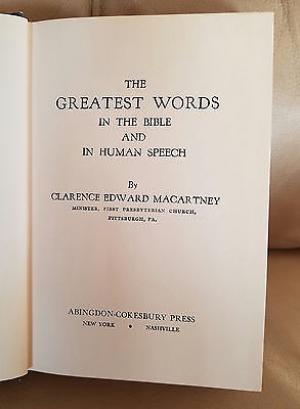 THE
GREATEST WORDS
IN THE BIBLE
AND
IN HUMAN SPEECH
By
CLARENCE EDWARD MACARTNEY
MINISTER, FIRST PRESBYTERIAN CHURCH,
PITTSBURGH, PA.
ABINGDON-COKESBURY PRESS
NEW YORK • NASHVILLE